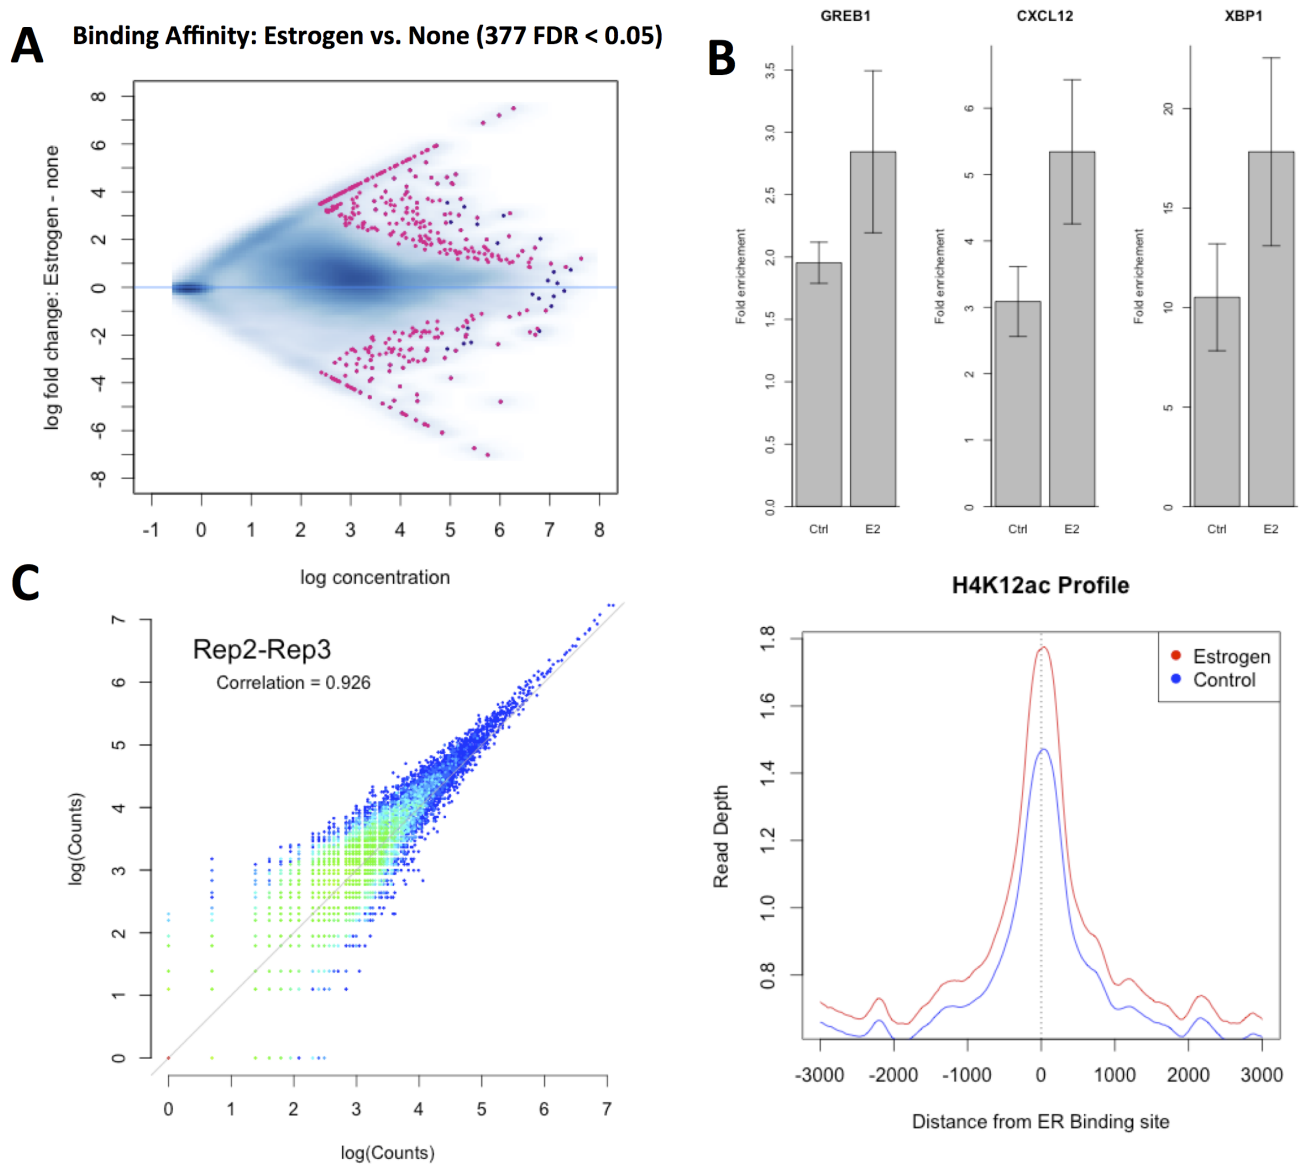 A
Binding Affinity: Estrogen vs. None (377 FDR < 0.05)
log fold change: Estrogen - none
8
6
4
2
0
-2
-4
-6
-8
-1 0 1 2 3 4 5 6 7 8
log concentration
B
GREB1
Fold enrichement
3.5
3.0
2.5
2.0
1.5
1.0
0.5
0.0
Ctrl E2
CXCL12
Fold enrichement
6
5
4
3
2
1
0
Ctrl E2
XBP1
Fold enrichement
20
15
10
5
0
Ctrl E2
C
Rep2-Rep3
Correlation = 0.926
log(Counts)
7
6
5
4
3
2
1
0
0 1 2 3 4 5 6 7
log(Counts)
H4K12ac Profile
Estrogen
Control
Read Depth
1.8
1.6
1.4
1.2
1.0
0.8
-3000 -2000 -1000 0 1000 2000 3000
Distance from ER Binding site